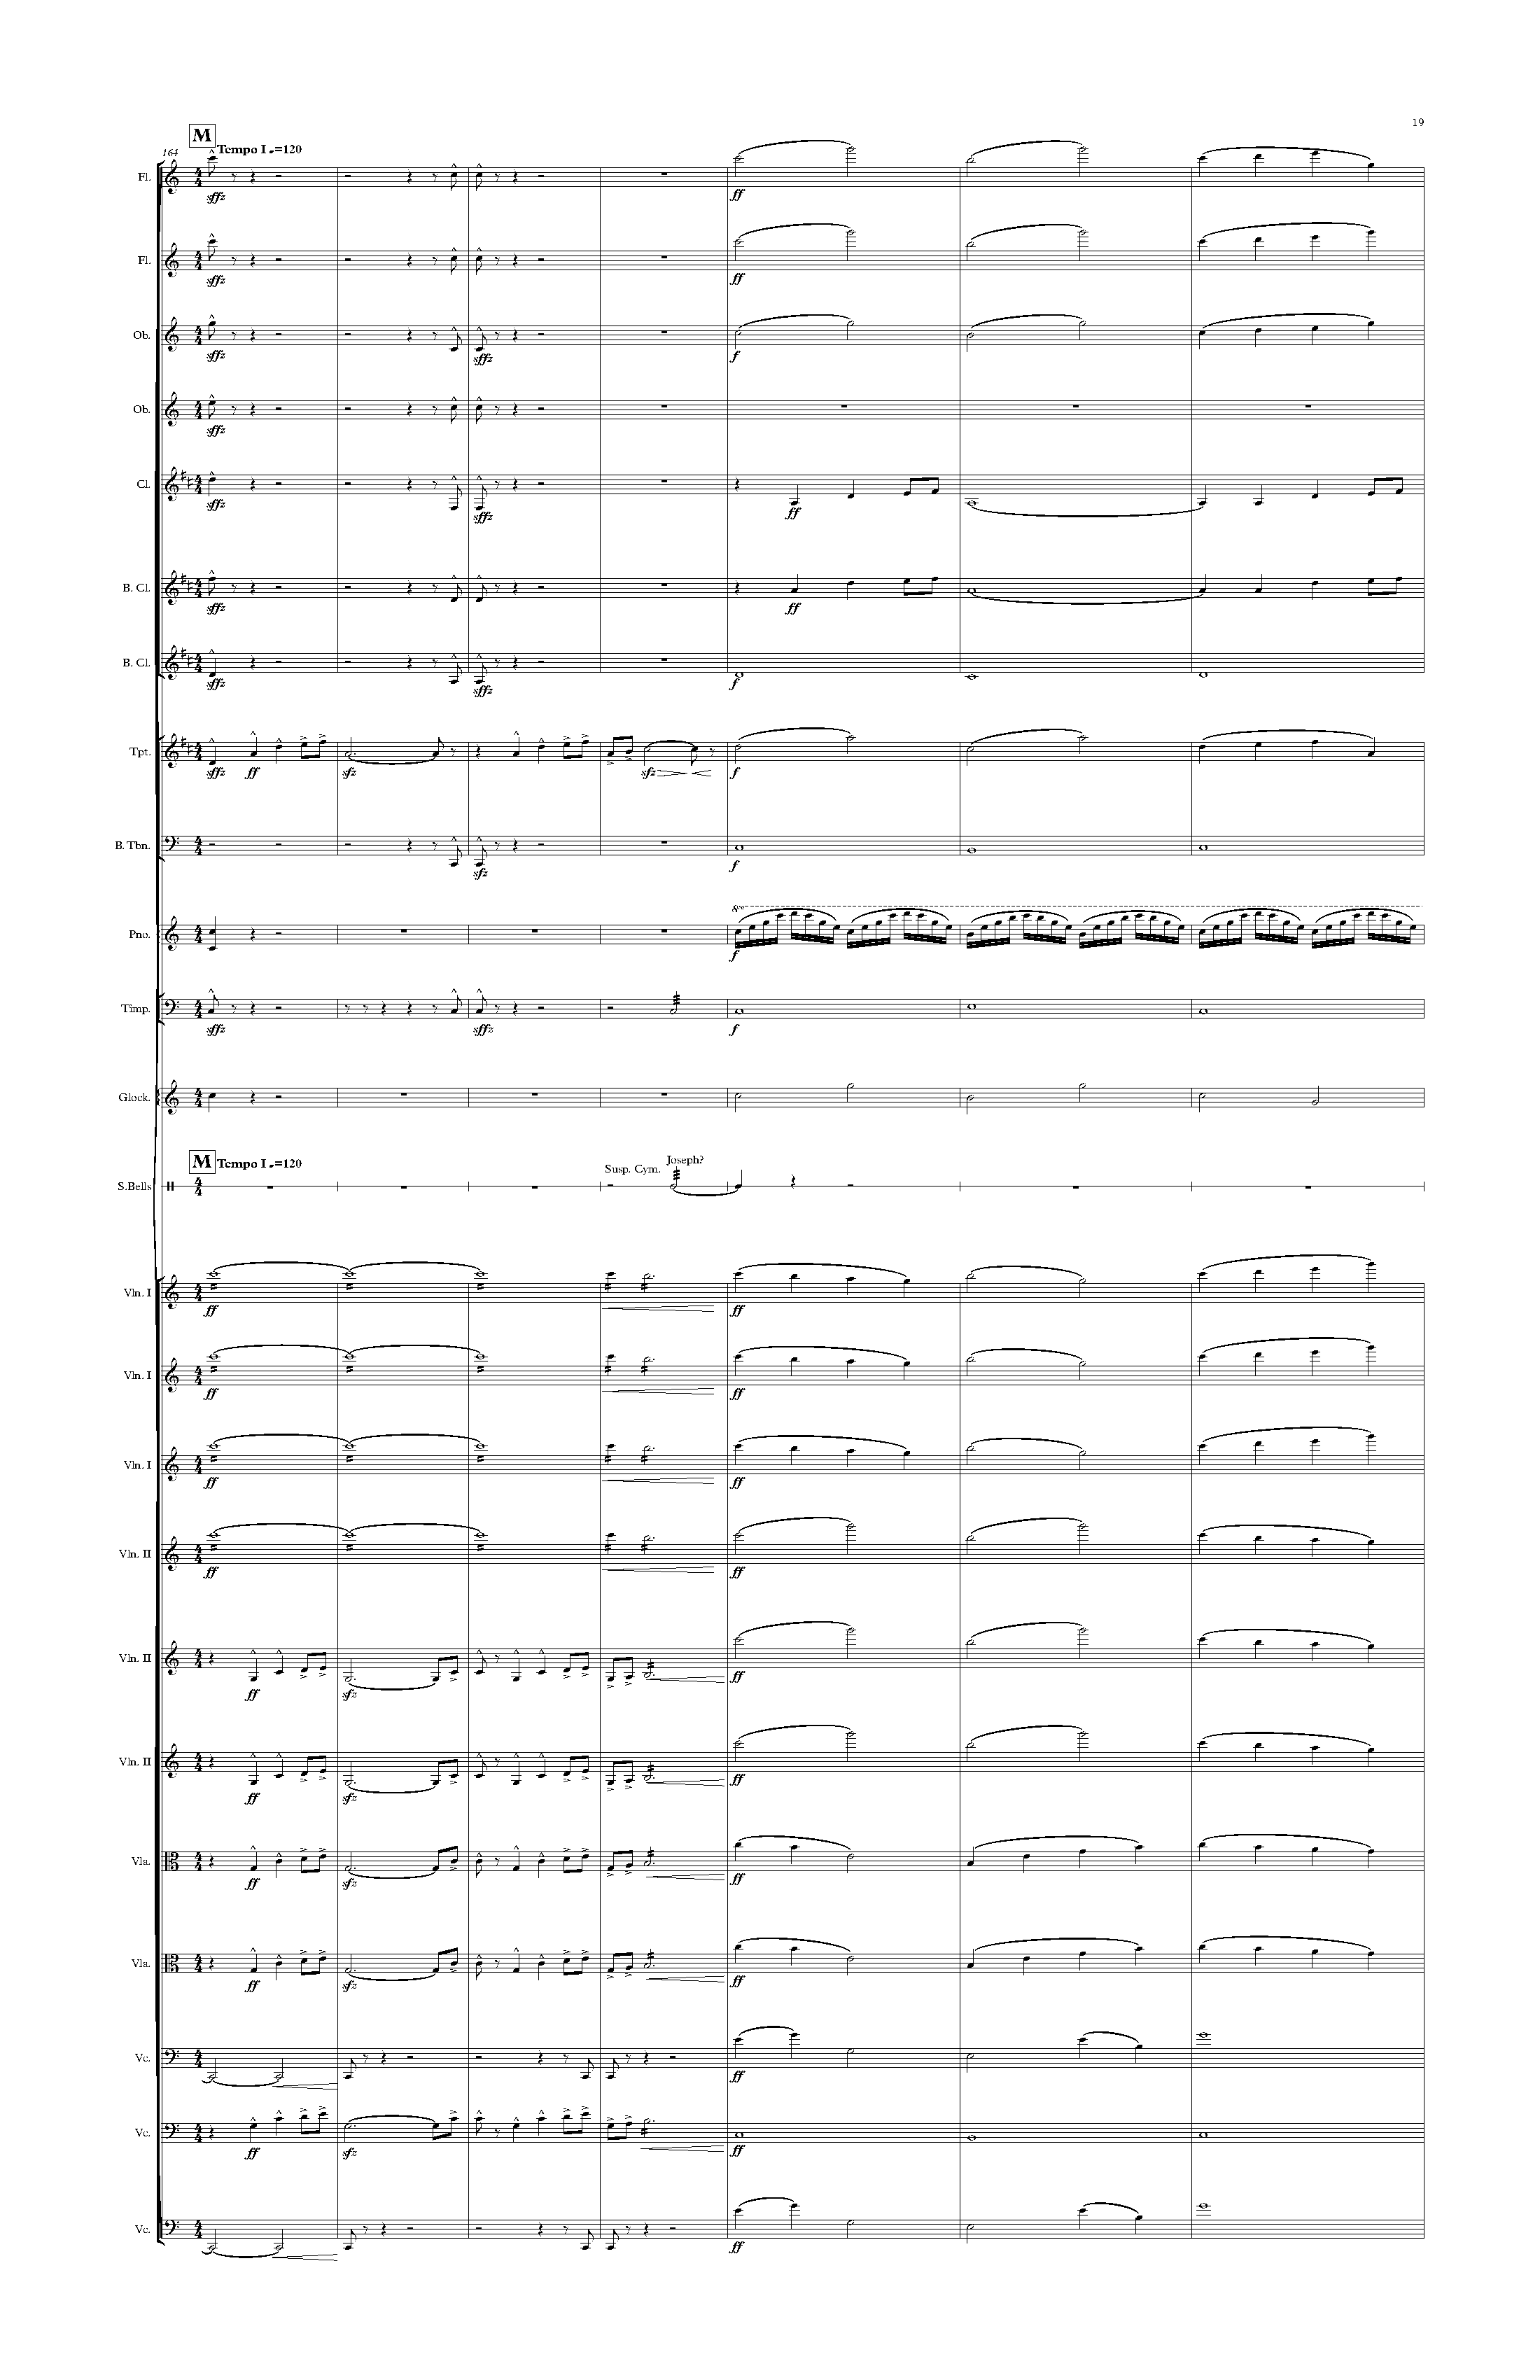 19
M
164
Tempo I ♩=120
Fl.
sffz
ff
Fl.
sffz
ff
Ob.
sffz
sffz
f
Ob.
sffz
Cl.
sffz
sffz
ff
B. Cl.
sffz
ff
B. Cl.
sffz
sffz
f
Tpt.
sffz ff sfz sfz f
B. Tbn.
sfz
f
8va
Pno.
f
Timp.
sffz
sffz
f
Glock.
M Tempo I ♩=120
Susp. Cym. Joseph?
S.Bells
Vln. I
ff
ff
Vln. I
ff
ff
Vln. I
ff
ff
Vln. II
ff
ff
Vln. II
ff sfz ff
Vln. II
ff sfz ff
Vla.
ff sfz ff
Vla.
ff sfz ff
Vc.
ff
Vc.
ff sfz ff
Vc.
ff